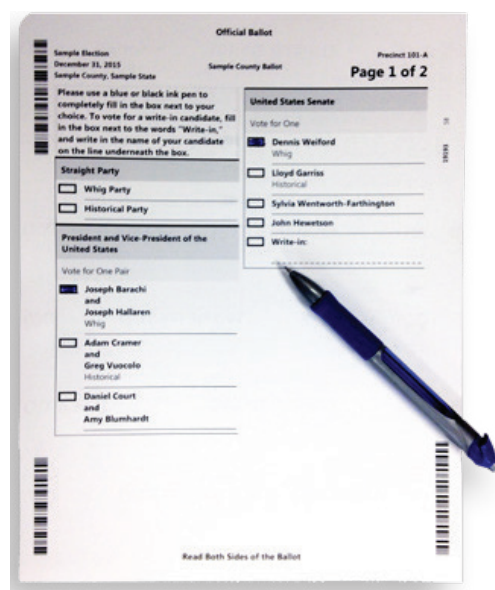 Official Ballot
Sample Election
December 31, 2015
Sample County, Sample State
Sample County Ballot
Precinct 101-A
Page 1 of 2
Please use a blue or black ink pen to
completely fill in the box next to your
choice. To vote for a write-in candidate, fill
in the box next to the words "Write-in,"
and write in the name of your candidate
on the line underneath the box.
Straight Party
Whig Party
Historical Party
President and Vice-President of the
United States
Vote for One Pair
Joseph Barachi
and
Joseph Hallaren
Whig
Adam Cramer
and
Greg Vuocolo
Historical
Daniel Court
and
Amy Blumhardt
United States Senate
Vote for One
Dennis Weiford
Whig
Lloyd Garriss
Historical
Sylvia Wentworth-Farthington
John Hewetson
Write-in:
Read Both Sides of the Ballot